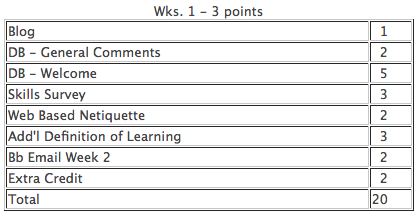 Wks. 1 – 3 points
Blog 1
DB – General Comments 2
DB – Welcome 5
Skills Survey 3
Web Based Netiquette 2
Add'l Definition of Learning 3
Bb Email Week 2 2
Extra Credit 2
Total 20